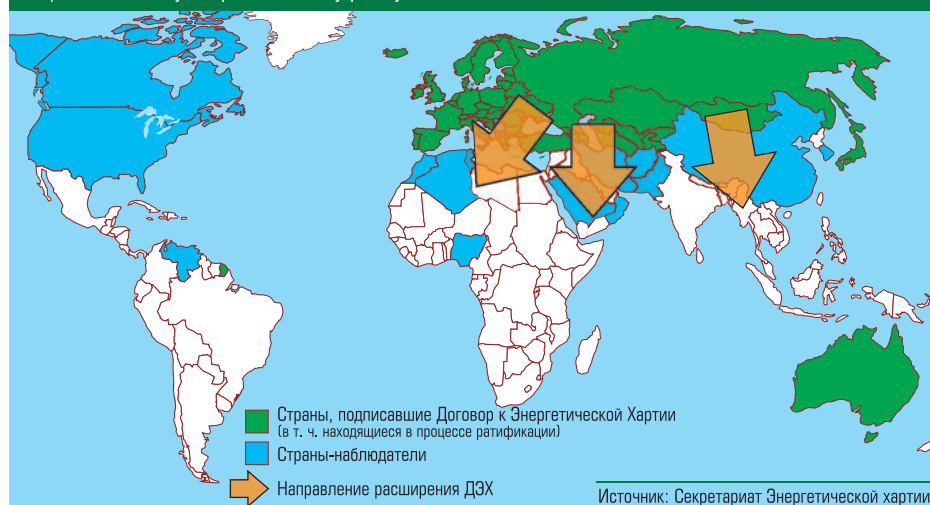 Страны, подписавшие Договор к Энергетической Хартии
(в т. ч. находящиеся в процессе ратификации)
Страны-наблюдатели
Направление расширения ДЭХ
Источник: Секретариат Энергетической хартии